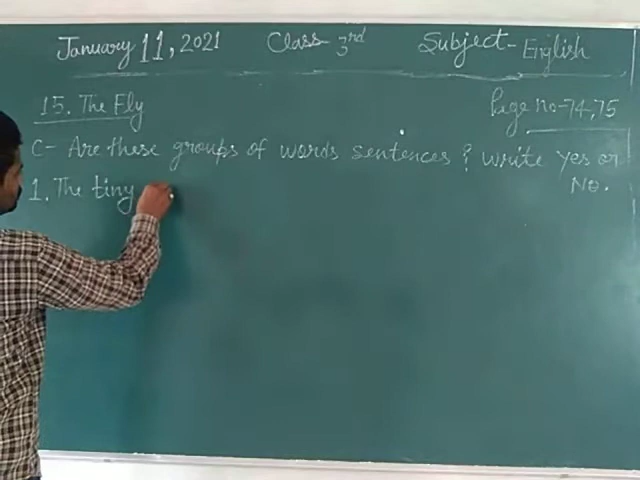 January 11, 2021 Class 3rd Subject - English
15. The Fly Page no - 74,75
C - Are these groups of words sentences ? Write Yes or
No.
1. The tiny